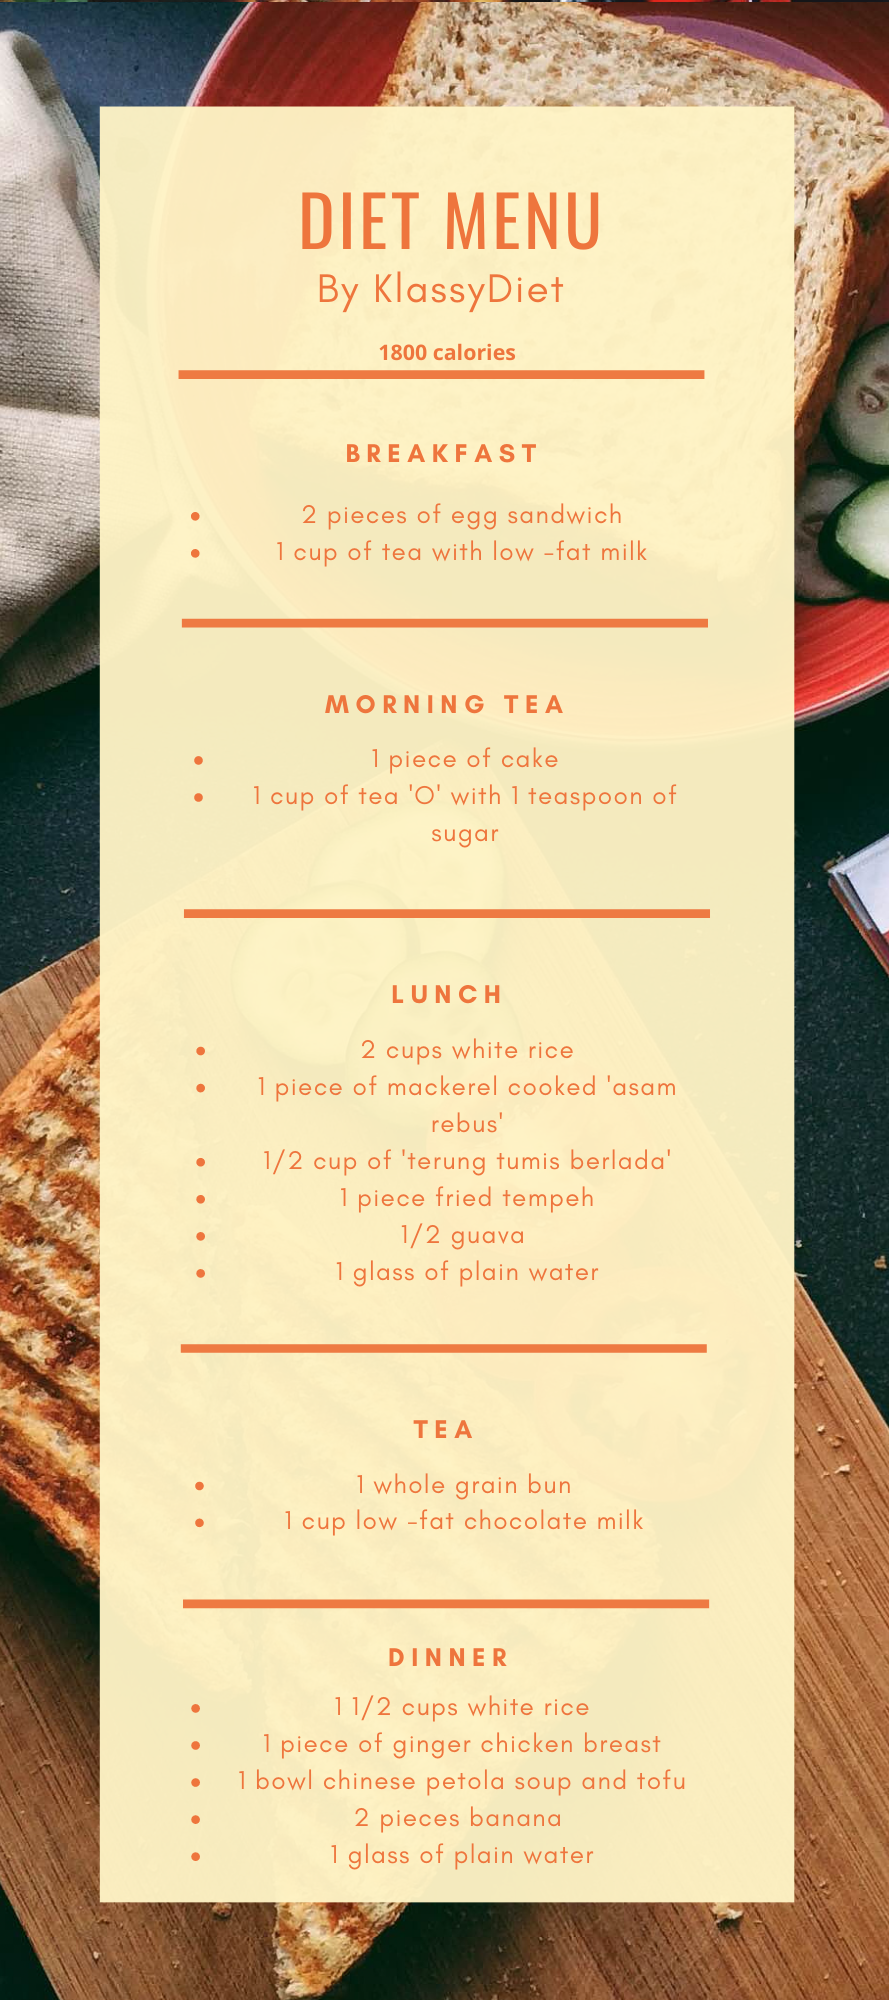 DIET MENU
By KlassyDiet
1800 calories
BREAKFAST
• 2 pieces of egg sandwich
• 1 cup of tea with low -fat milk
MORNING TEA
• 1 piece of cake
• 1 cup of tea 'O' with 1 teaspoon of
sugar
LUNCH
• 2 cups white rice
• 1 piece of mackerel cooked 'asam
rebus'
• 1/2 cup of 'terung tumis berlada'
• 1 piece fried tempeh
• 1/2 guava
• 1 glass of plain water
TEA
• 1 whole grain bun
• 1 cup low -fat chocolate milk
DINNER
• 1 1/2 cups white rice
• 1 piece of ginger chicken breast
• 1 bowl chinese petola soup and tofu
• 2 pieces banana
• 1 glass of plain water